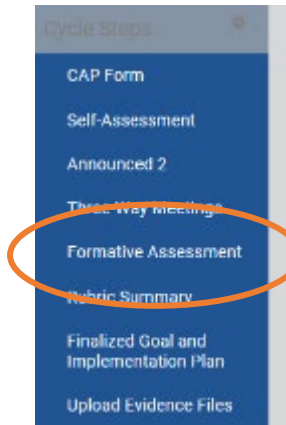 Cycle Steps
CAP Form
Self-Assessment
Announced 2
Three Way Meetings
Formative Assessment
Rubric Summary
Finalized Goal and
Implementation Plan
Upload Evidence Files